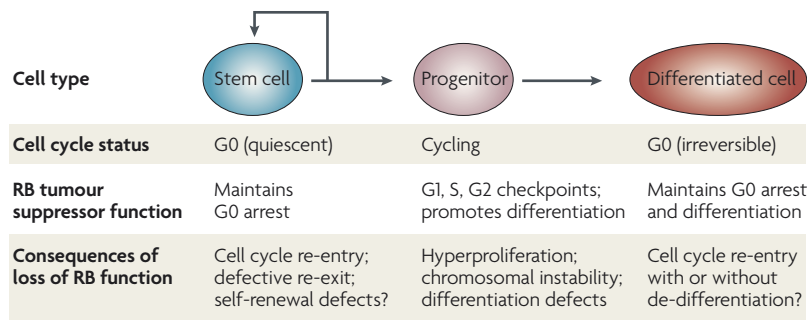 Cell type Stem cell Progenitor Differentiated cell
Cell cycle status G0 (quiescent) Cycling G0 (irreversible)
RB tumour Maintains G1, S, G2 checkpoints; Maintains G0 arrest
suppressor function G0 arrest promotes differentiation and differentiation
Consequences of Cell cycle re-entry; Hyperproliferation; Cell cycle re-entry
loss of RB function defective re-exit; chromosomal instability; with or without
self-renewal defects? differentiation defects de-differentiation?